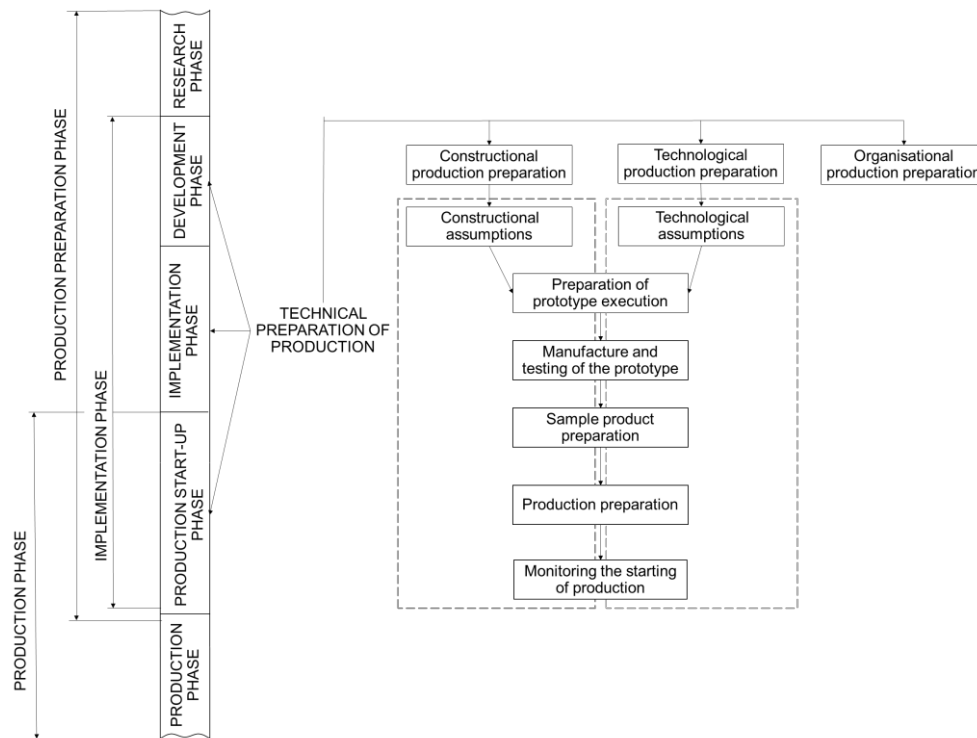 PRODUCTION PHASE
PRODUCTION PREPARATION PHASE
IMPLEMENTATION PHASE
RESEARCH
PHASE
DEVELOPMENT
PHASE
IMPLEMENTATION
PHASE
PRODUCTION START-UP
PHASE
PRODUCTION
PHASE
TECHNICAL
PREPARATION OF
PRODUCTION
Constructional
production preparation
Technological
production preparation
Organisational
production preparation
Constructional
assumptions
Technological
assumptions
Preparation of
prototype execution
Manufacture and
testing of the prototype
Sample product
preparation
Production preparation
Monitoring the starting
of production